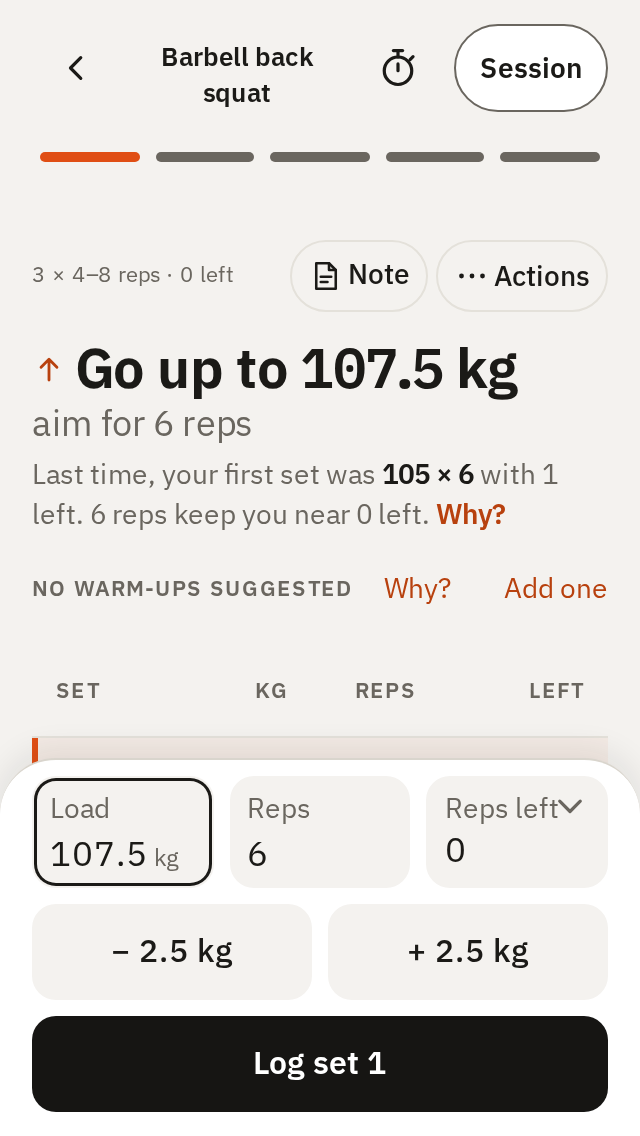 Barbell back
squat
Session
3 × 4–8 reps · 0 left
Note
··· Actions
↑ Go up to 107.5 kg
aim for 6 reps
Last time, your first set was 105 × 6 with 1
left. 6 reps keep you near 0 left. Why?
NO WARM-UPS SUGGESTED Why? Add one
SET KG REPS LEFT
Load Reps Reps left
107.5 kg 6 0
− 2.5 kg + 2.5 kg
Log set 1